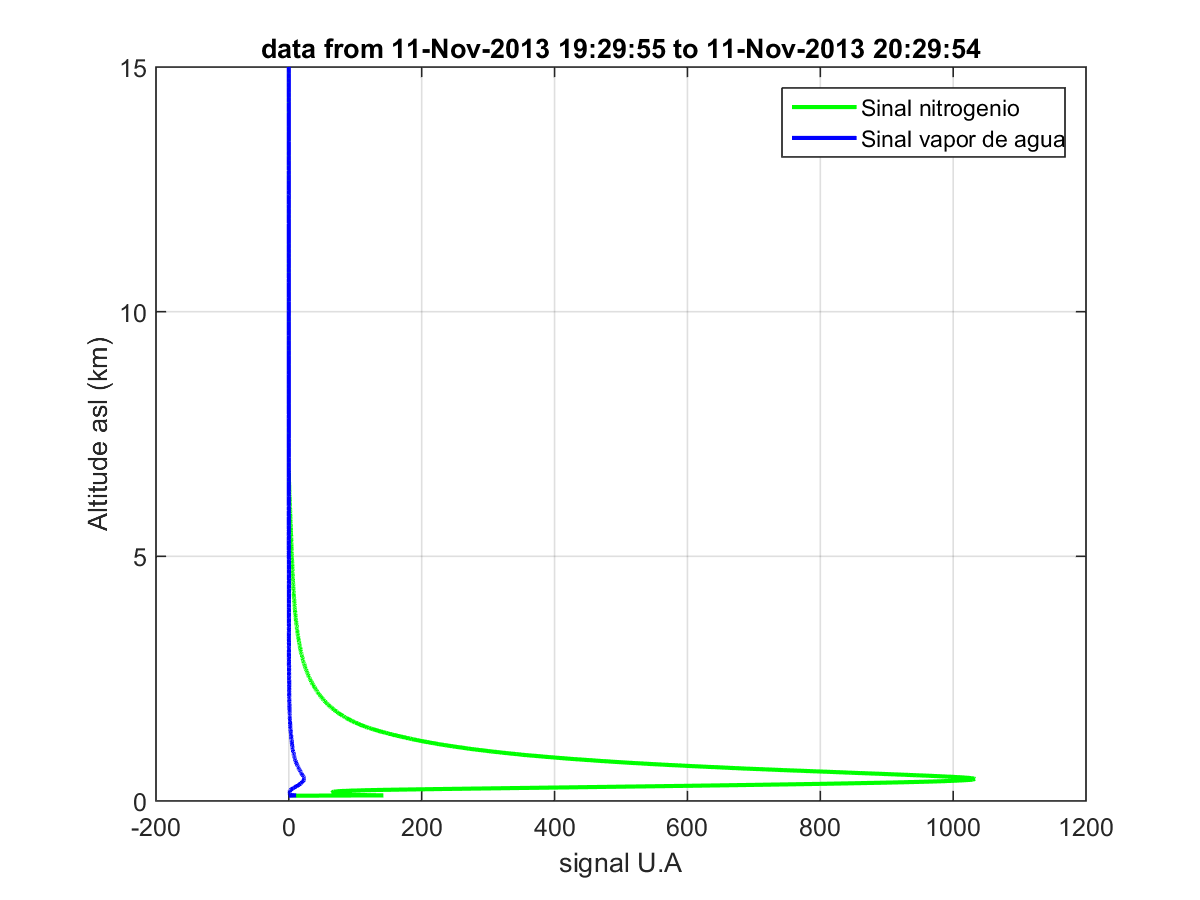 data from 11-Nov-2013 19:29:55 to 11-Nov-2013 20:29:54
Sinal nitrogenio
Sinal vapor de agua
15
10
5
0
Altitude asl (km)
-200 0 200 400 600 800 1000 1200
signal U.A